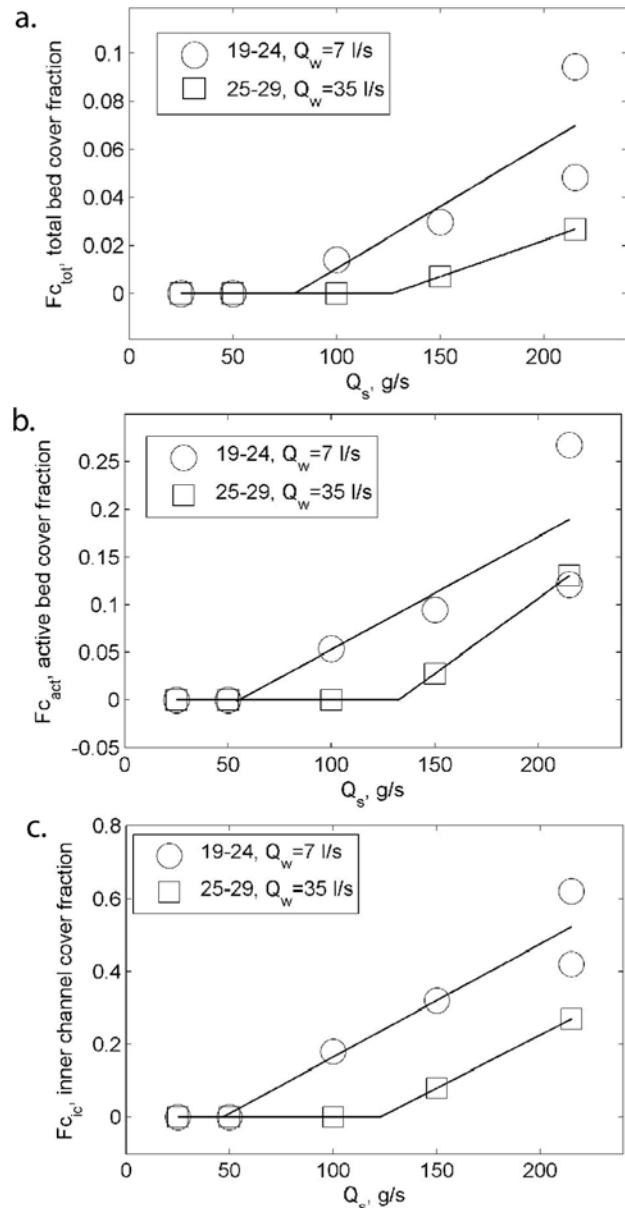 a.
0.1
0.08
0.06
0.04
0.02
0
Fc_tot, total bed cover fraction
19-24, Q_w=7 l/s
25-29, Q_w=35 l/s
0 50 100 150 200
Q_s, g/s
b.
0.25
0.2
0.15
0.1
0.05
0
-0.05
Fc_act, active bed cover fraction
19-24, Q_w=7 l/s
25-29, Q_w=35 l/s
0 50 100 150 200
Q_s, g/s
c.
0.8
0.6
0.4
0.2
0
Fc_ic, inner channel cover fraction
19-24, Q_w=7 l/s
25-29, Q_w=35 l/s
0 50 100 150 200
Q_s, g/s